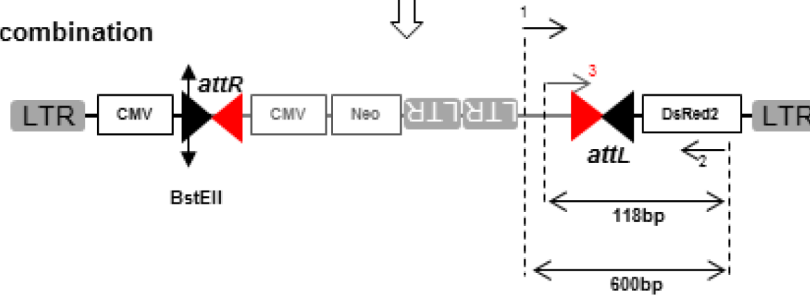 combination
1
3
attR
LTR
CMV
CMV
Neo
LTR
LTR
DsRed2
LTR
attL
2
BstEII
118bp
600bp